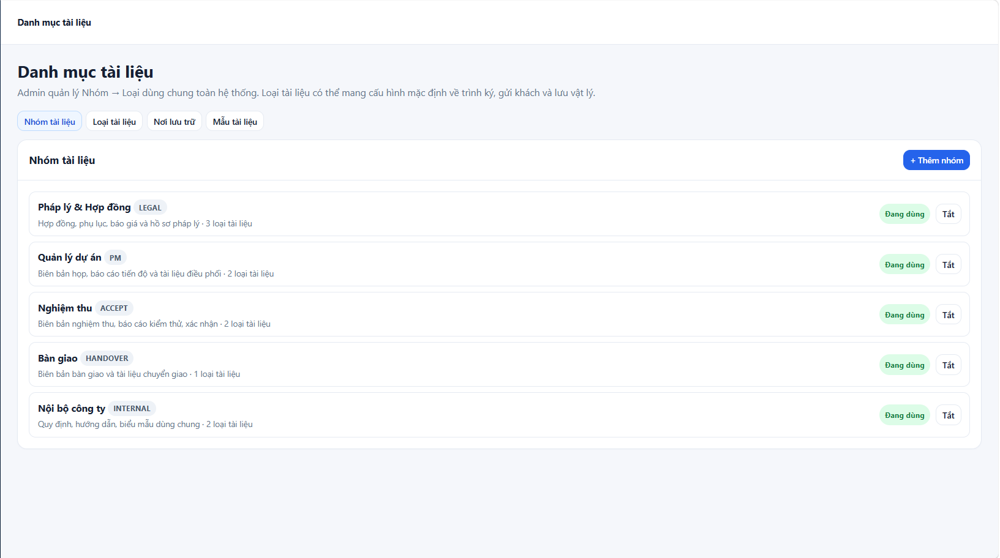 Danh mục tài liệu
Danh mục tài liệu
Admin quản lý Nhóm → Loại dùng chung toàn hệ thống. Loại tài liệu có thể mang cấu hình mặc định về trình ký, gửi khách và lưu vật lý.
Nhóm tài liệu Loại tài liệu Nơi lưu trữ Mẫu tài liệu
Nhóm tài liệu + Thêm nhóm
Pháp lý & Hợp đồng LEGAL
Hợp đồng, phụ lục, báo giá và hồ sơ pháp lý · 3 loại tài liệu
Đang dùng Tắt
Quản lý dự án PM
Biên bản họp, báo cáo tiến độ và tài liệu điều phối · 2 loại tài liệu
Đang dùng Tắt
Nghiệm thu ACCEPT
Biên bản nghiệm thu, báo cáo kiểm thử, xác nhận · 2 loại tài liệu
Đang dùng Tắt
Bàn giao HANDOVER
Biên bản bàn giao và tài liệu chuyển giao · 1 loại tài liệu
Đang dùng Tắt
Nội bộ công ty INTERNAL
Quy định, hướng dẫn, biểu mẫu dùng chung · 2 loại tài liệu
Đang dùng Tắt